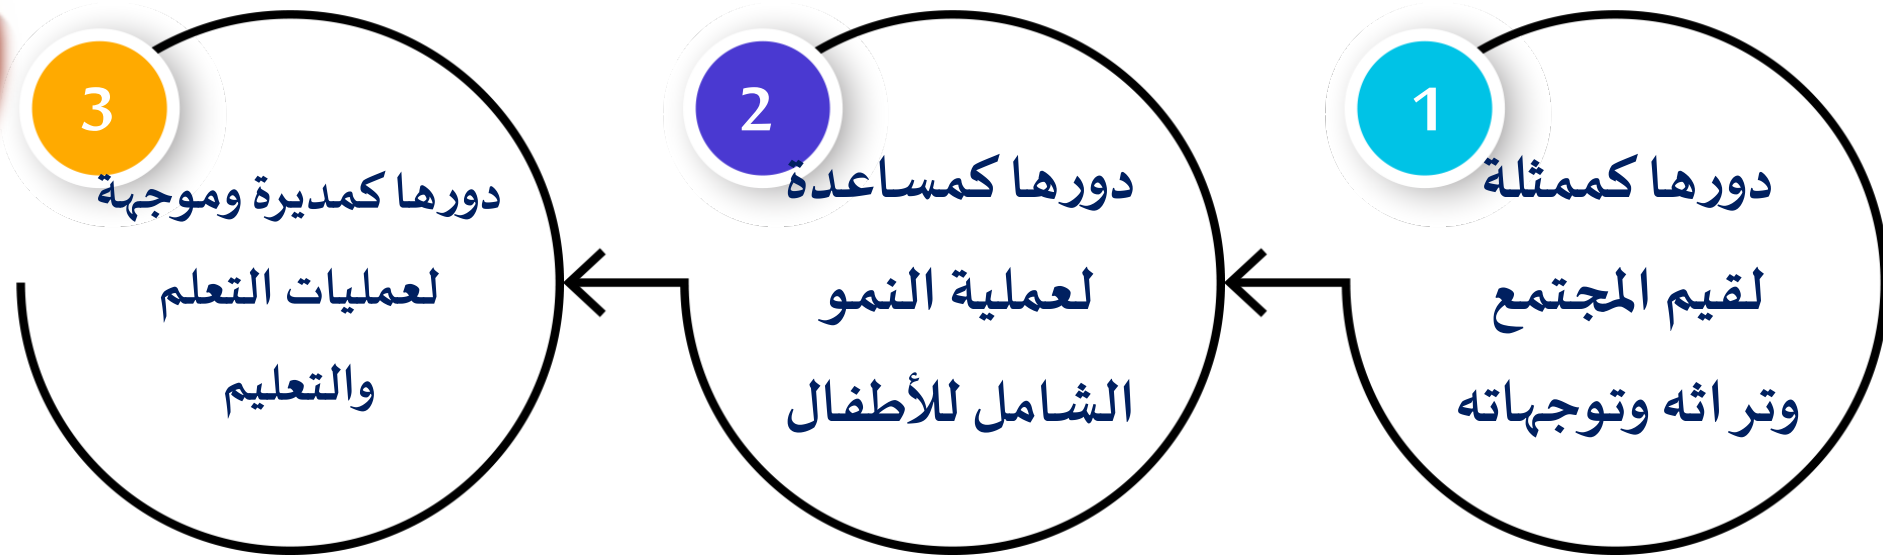 1
دورها كممثلة
لقيم المجتمع
وتراثه وتوجهاته
2
دورها كمساعدة
لعملية النمو
الشامل للأطفال
3
دورها كمديرة وموجهة
لعمليات التعلم
والتعليم